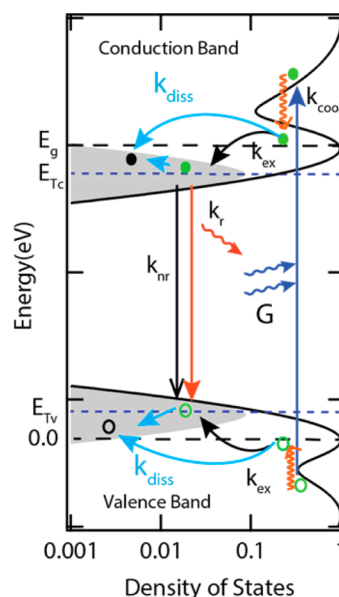 Conduction Band
k_diss
k_coo
E_g
E_Tc
k_ex
k_r
k_nr
G
Energy(eV)
E_Tv
0.0
k_diss
k_ex
Valence Band
0.001
0.01
0.1
Density of States